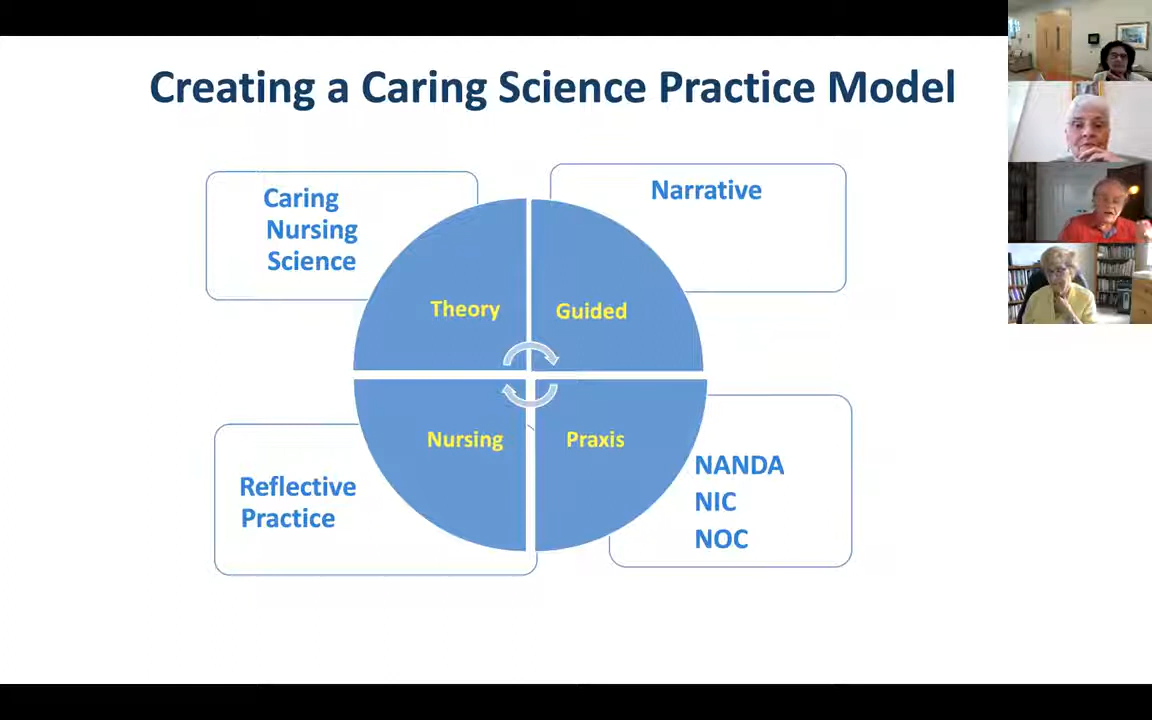 Creating a Caring Science Practice Model
Caring
Nursing
Science
Narrative
Theory
Guided
Nursing
Praxis
Reflective
Practice
NANDA
NIC
NOC